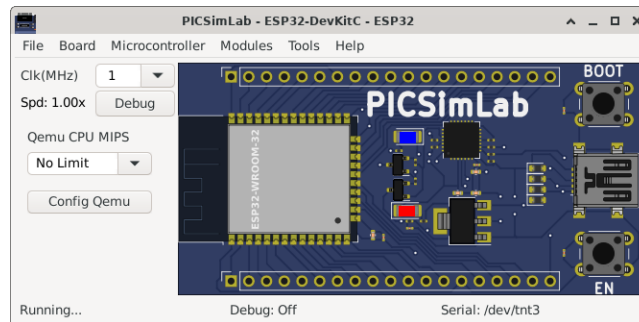 PICSimLab - ESP32-DevKitC - ESP32
File Board Microcontroller Modules Tools Help
Clk(MHz) 1
Spd: 1.00x Debug
Qemu CPU MIPS
No Limit
Config Qemu
BOOT
PICSimLab
ESP32-WROOM-32
EN
Running... Debug: Off Serial: /dev/tnt3